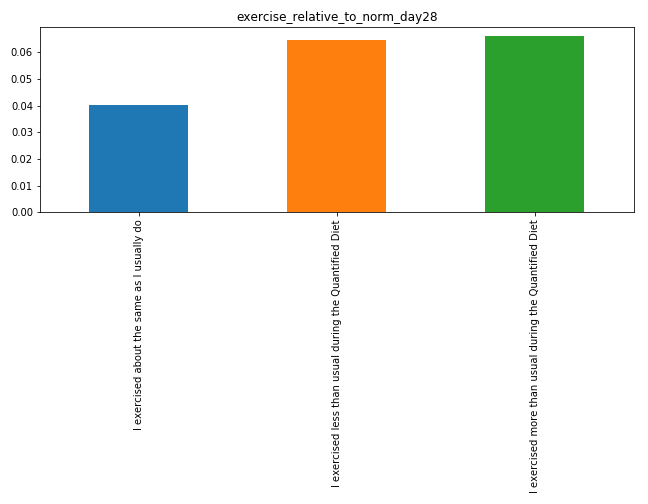 exercise_relative_to_norm_day28
0.06
0.05
0.04
0.03
0.02
0.01
0.00
I exercised about the same as I usually do
I exercised less than usual during the Quantified Diet
I exercised more than usual during the Quantified Diet